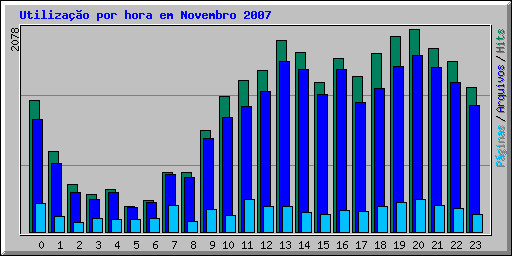 Utilização por hora em Novembro 2007
2078
Páginas / Arquivos / Hits
0 1 2 3 4 5 6 7 8 9 10 11 12 13 14 15 16 17 18 19 20 21 22 23